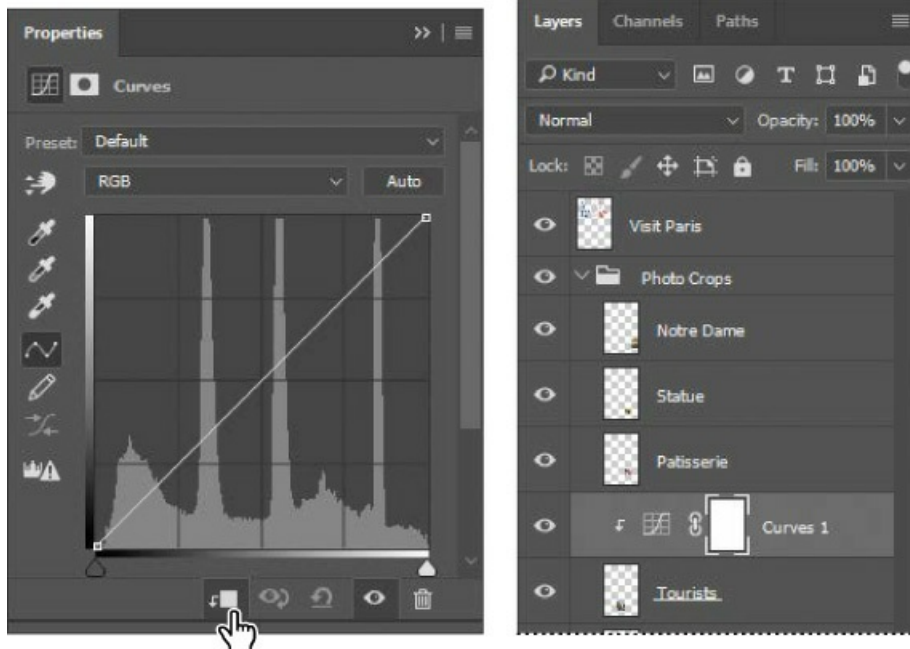 Properties
Curves
Preset: Default
RGB
Auto
Layers Channels Paths
Kind
Normal
Opacity: 100%
Lock:
Fill: 100%
Visit Paris
Photo Crops
Notre Dame
Statue
Patisserie
Curves 1
Tourists